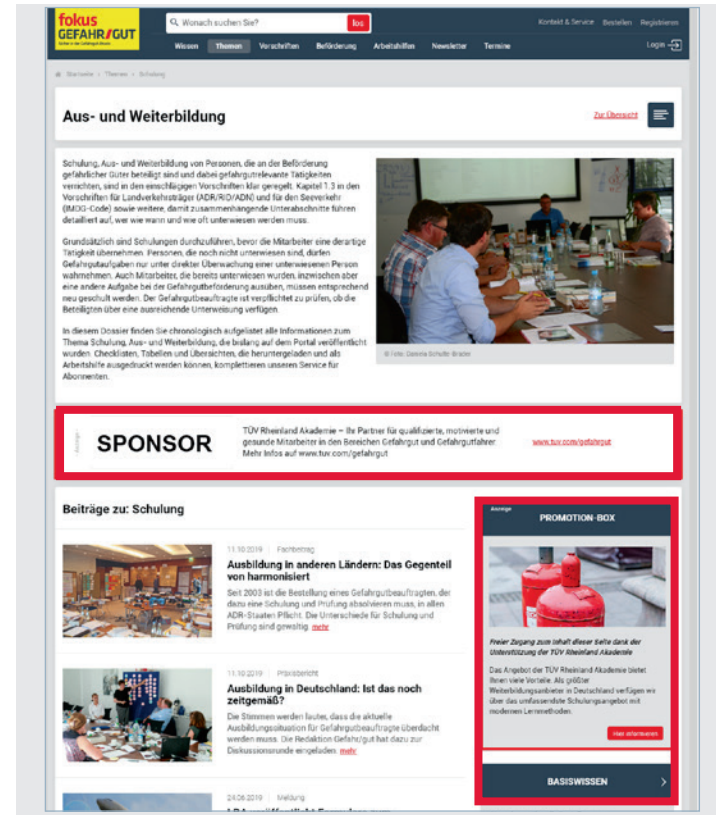 fokus
GEFAHR/GUT
Wonach suchen Sie?
los
Kontakt & Service Bestellen Registrieren
Wissen Themen Vorschriften Beförderung Arbeitshilfen Newsletter Termine
Login
Startseite > Themen > Schulung
Aus- und Weiterbildung
Zur Übersicht
Schulung, Aus- und Weiterbildung von Personen, die an der Beförderung
gefährlicher Güter beteiligt sind und dabei gefahrgutrelevante Tätigkeiten
verrichten, sind in den einschlägigen Vorschriften klar geregelt. Kapitel 1.3 in den
Vorschriften für Landverkehrsträger (ADR/RID/ADN) und für den Seeverkehr
(IMDG-Code) sowie weitere, damit zusammenhängende Unterabschnitte führen
detailliert auf, wer wie wann und wie oft unterwiesen werden muss.
Grundsätzlich sind Schulungen durchzuführen, bevor die Mitarbeiter eine derartige
Tätigkeit übernehmen. Personen, die noch nicht unterwiesen sind, dürfen
Gefahrgutaufgaben nur unter direkter Überwachung einer unterwiesenen Person
wahrnehmen. Auch Mitarbeiter, die bereits unterwiesen wurden, inzwischen aber
eine andere Aufgabe bei der Gefahrgutbeförderung ausüben, müssen entsprechend
neu geschult werden. Der Gefahrgutbeauftragte ist verpflichtet zu prüfen, ob die
Beteiligten über eine ausreichende Unterweisung verfügen.
In diesem Dossier finden Sie chronologisch aufgelistet alle Informationen zum
Thema Schulung, Aus- und Weiterbildung, die bislang auf dem Portal veröffentlicht
wurden. Checklisten, Tabellen und Übersichten, die heruntergeladen und als
Arbeitshilfe ausgedruckt werden können, komplettieren unseren Service für
Abonnenten.
© Foto: Daniela Schulte-Brader
- Anzeige -
SPONSOR
TÜV Rheinland Akademie – Ihr Partner für qualifizierte, motivierte und
gesunde Mitarbeiter in den Bereichen Gefahrgut und Gefahrgutfahrer.
Mehr Infos auf www.tuv.com/gefahrgut
www.tuv.com/gefahrgut
Beiträge zu: Schulung
11.10.2019 | Fachbeitrag
Ausbildung in anderen Ländern: Das Gegenteil
von harmonisiert
Seit 2003 ist die Bestellung eines Gefahrgutbeauftragten, der
dazu eine Schulung und Prüfung absolvieren muss, in allen
ADR-Staaten Pflicht. Die Unterschiede für Schulung und
Prüfung sind gewaltig. mehr
11.10.2019 | Praxisbericht
Ausbildung in Deutschland: Ist das noch
zeitgemäß?
Die Stimmen werden lauter, dass die aktuelle
Ausbildungssituation für Gefahrgutbeauftragte überdacht
werden muss. Die Redaktion Gefahr/gut hat dazu zur
Diskussionsrunde eingeladen. mehr
24.06.2019 | Meldung
Anzeige
PROMOTION-BOX
Freier Zugang zum Inhalt dieser Seite dank der
Unterstützung der TÜV Rheinland Akademie
Das Angebot der TÜV Rheinland Akademie bietet
Ihnen viele Vorteile. Als größter
Weiterbildungsanbieter in Deutschland verfügen wir
über das umfassendste Schulungsangebot mit
modernen Lernmethoden.
Hier informieren
BASISWISSEN